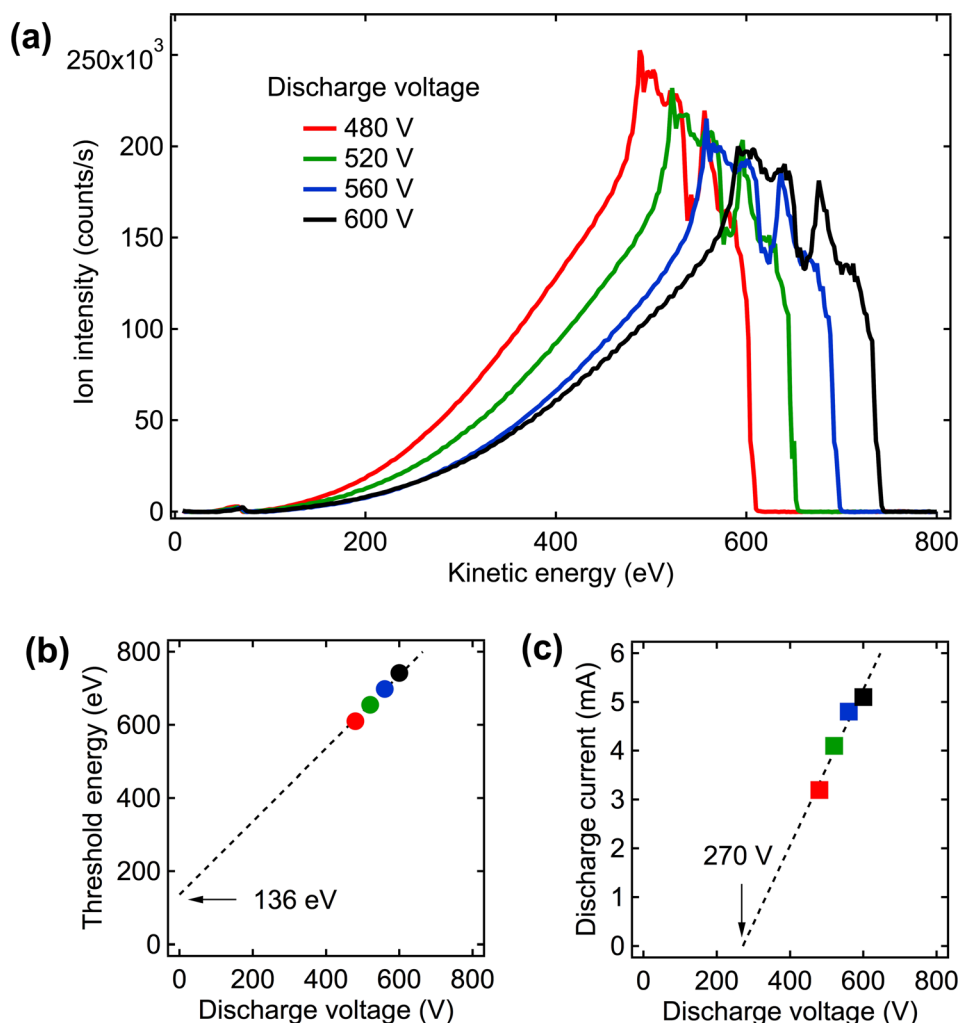 (a)
250x10³
200
150
100
50
0
Ion intensity (counts/s)
Discharge voltage
480 V
520 V
560 V
600 V
0 200 400 600 800
Kinetic energy (eV)
(b)
800
600
400
200
0
Threshold energy (eV)
136 eV
0 200 400 600 800
Discharge voltage (V)
(c)
6
5
4
3
2
1
0
Discharge current (mA)
270 V
0 200 400 600 800
Discharge voltage (V)